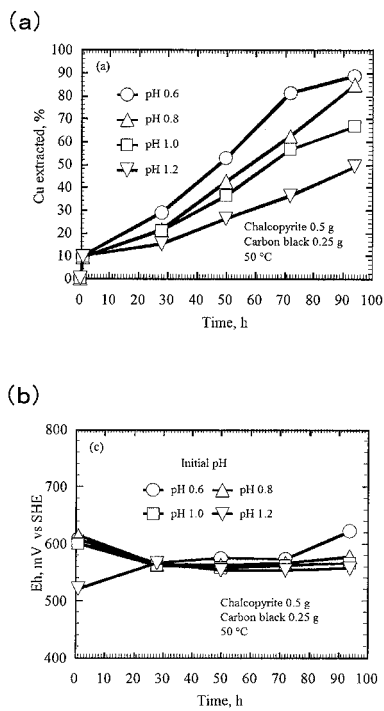 (a)
(a)
100
90
80
70
60
50
40
30
20
10
0
Cu extracted, %
pH 0.6
pH 0.8
pH 1.0
pH 1.2
Chalcopyrite 0.5 g
Carbon black 0.25 g
50 °C
0 10 20 30 40 50 60 70 80 90 100
Time, h
(b)
(c)
800
700
600
500
400
Eh, mV vs SHE
Initial pH
pH 0.6 pH 0.8
pH 1.0 pH 1.2
Chalcopyrite 0.5 g
Carbon black 0.25 g
50 °C
0 10 20 30 40 50 60 70 80 90 100
Time, h